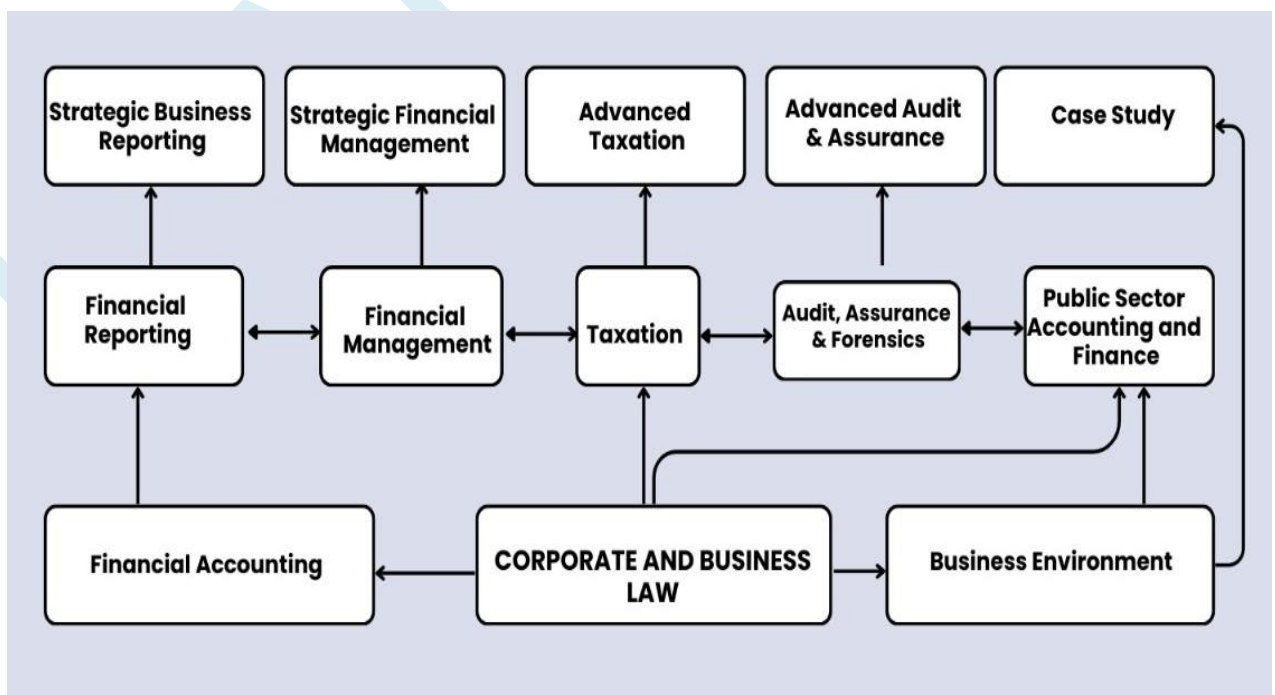 Strategic Business
Reporting
Strategic Financial
Management
Advanced
Taxation
Advanced Audit
& Assurance
Case Study
Financial
Reporting
Financial
Management
Taxation
Audit, Assurance
& Forensics
Public Sector
Accounting and
Finance
Financial Accounting
CORPORATE AND BUSINESS
LAW
Business Environment